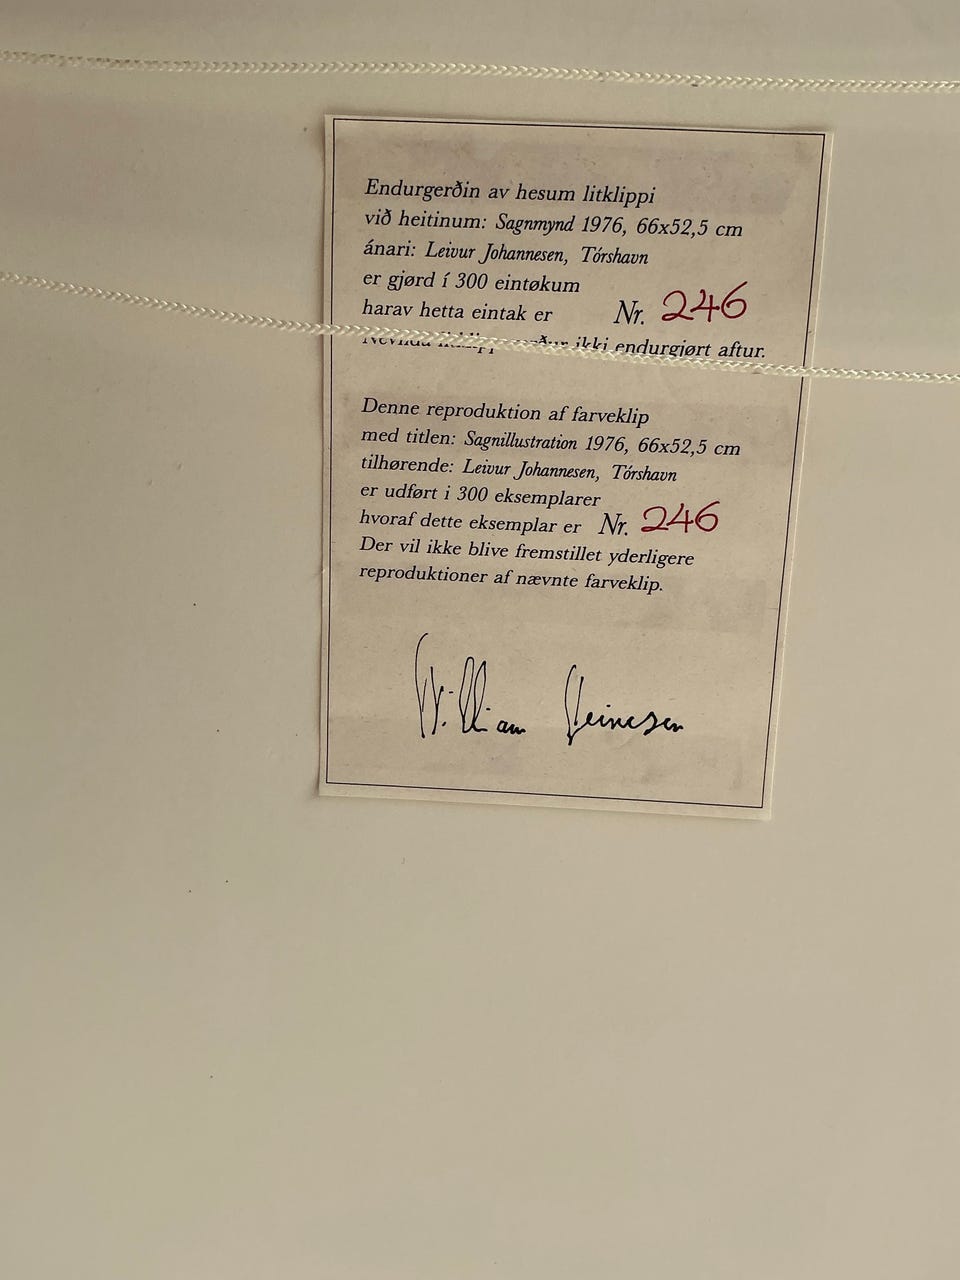 Endurgerðin av hesum litklippi
við heitinum: Sagnmynd 1976, 66x52,5 cm
ánari: Leivur Johannesen, Tórshavn
er gjørd í 300 eintøkum
harav hetta eintak er Nr. 246
ikki endurgjørt aftur.
Denne reproduktion af farveklip
med titlen: Sagnillustration 1976, 66x52,5 cm
tilhørende: Leivur Johannesen, Tórshavn
er udført i 300 eksemplarer
hvoraf dette eksemplar er Nr. 246
Der vil ikke blive fremstillet yderligere
reproduktioner af nævnte farveklip.
William Heinesen